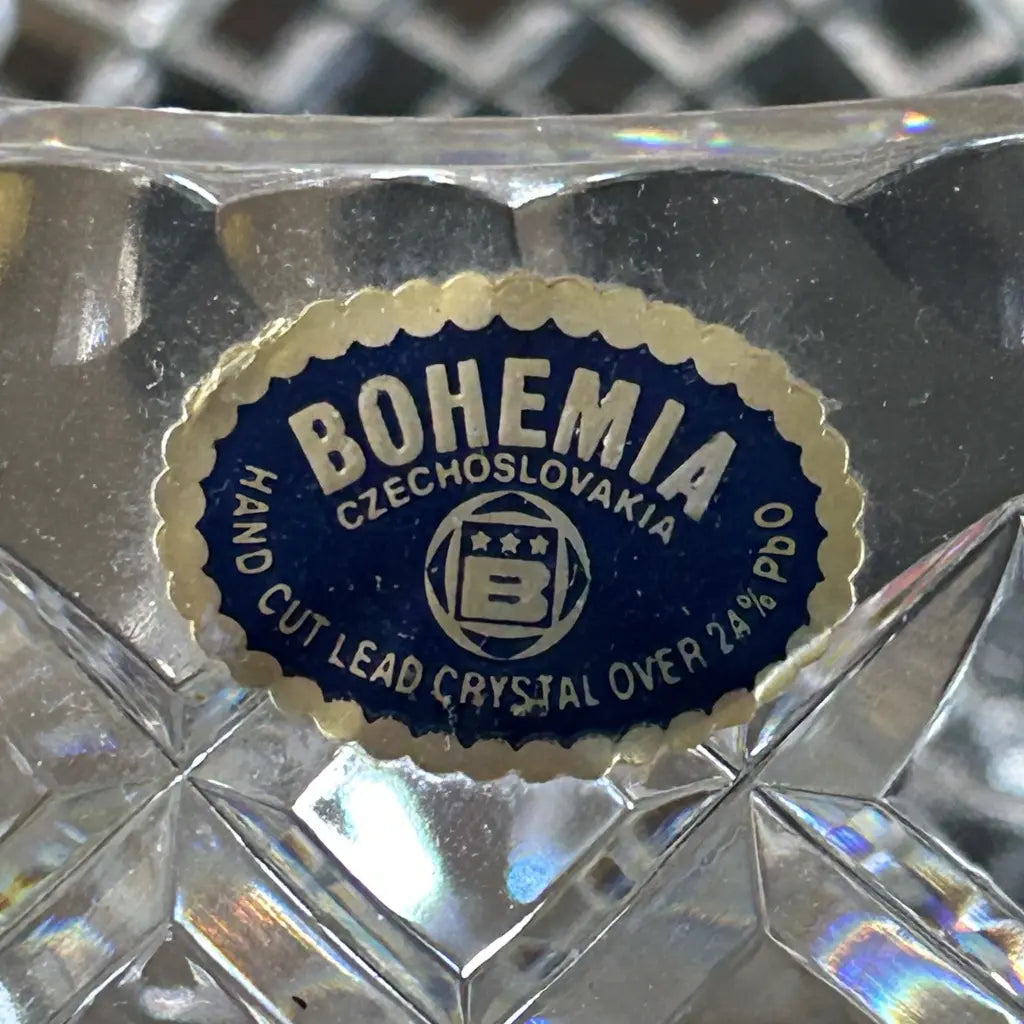 BOHEMIA
CZECHOSLOVAKIA
B
HAND CUT LEAD CRYSTAL OVER 24% PbO